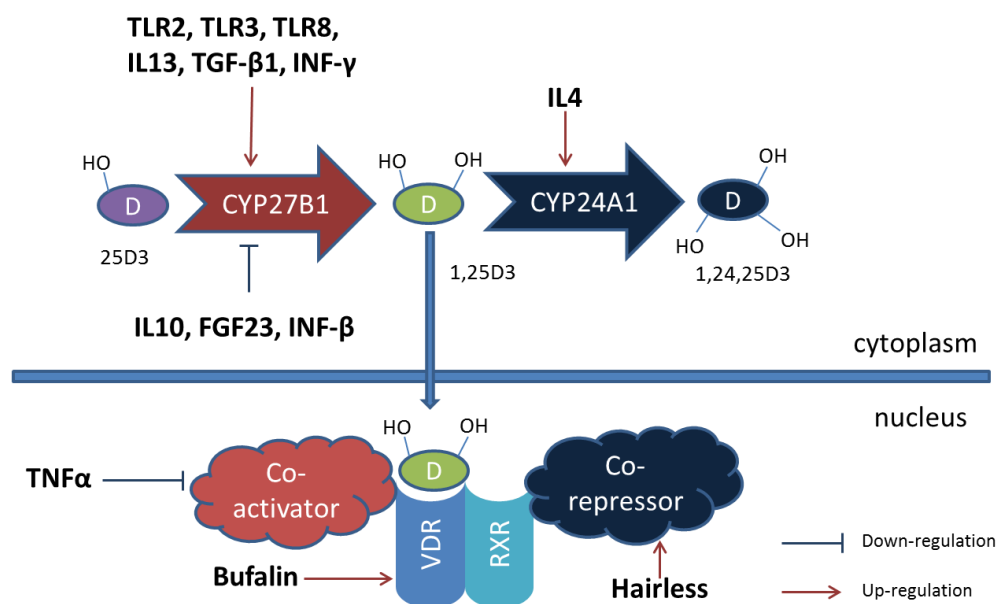 TLR2, TLR3, TLR8,
IL13, TGF-β1, INF-γ
IL4
HO
D
25D3
CYP27B1
HO
OH
D
1,25D3
CYP24A1
OH
D
HO
OH
1,24,25D3
IL10, FGF23, INF-β
cytoplasm
nucleus
HO
OH
D
TNFα
Co-
activator
Co-
repressor
VDR
RXR
Bufalin
Hairless
Down-regulation
Up-regulation